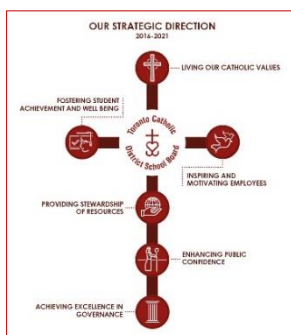 OUR STRATEGIC DIRECTION
2016-2021
LIVING OUR CATHOLIC VALUES
FOSTERING STUDENT
ACHIEVEMENT AND WELL BEING
Toronto Catholic
District School Board
INSPIRING AND
MOTIVATING EMPLOYEES
PROVIDING STEWARDSHIP
OF RESOURCES
ENHANCING PUBLIC
CONFIDENCE
ACHIEVING EXCELLENCE IN
GOVERNANCE